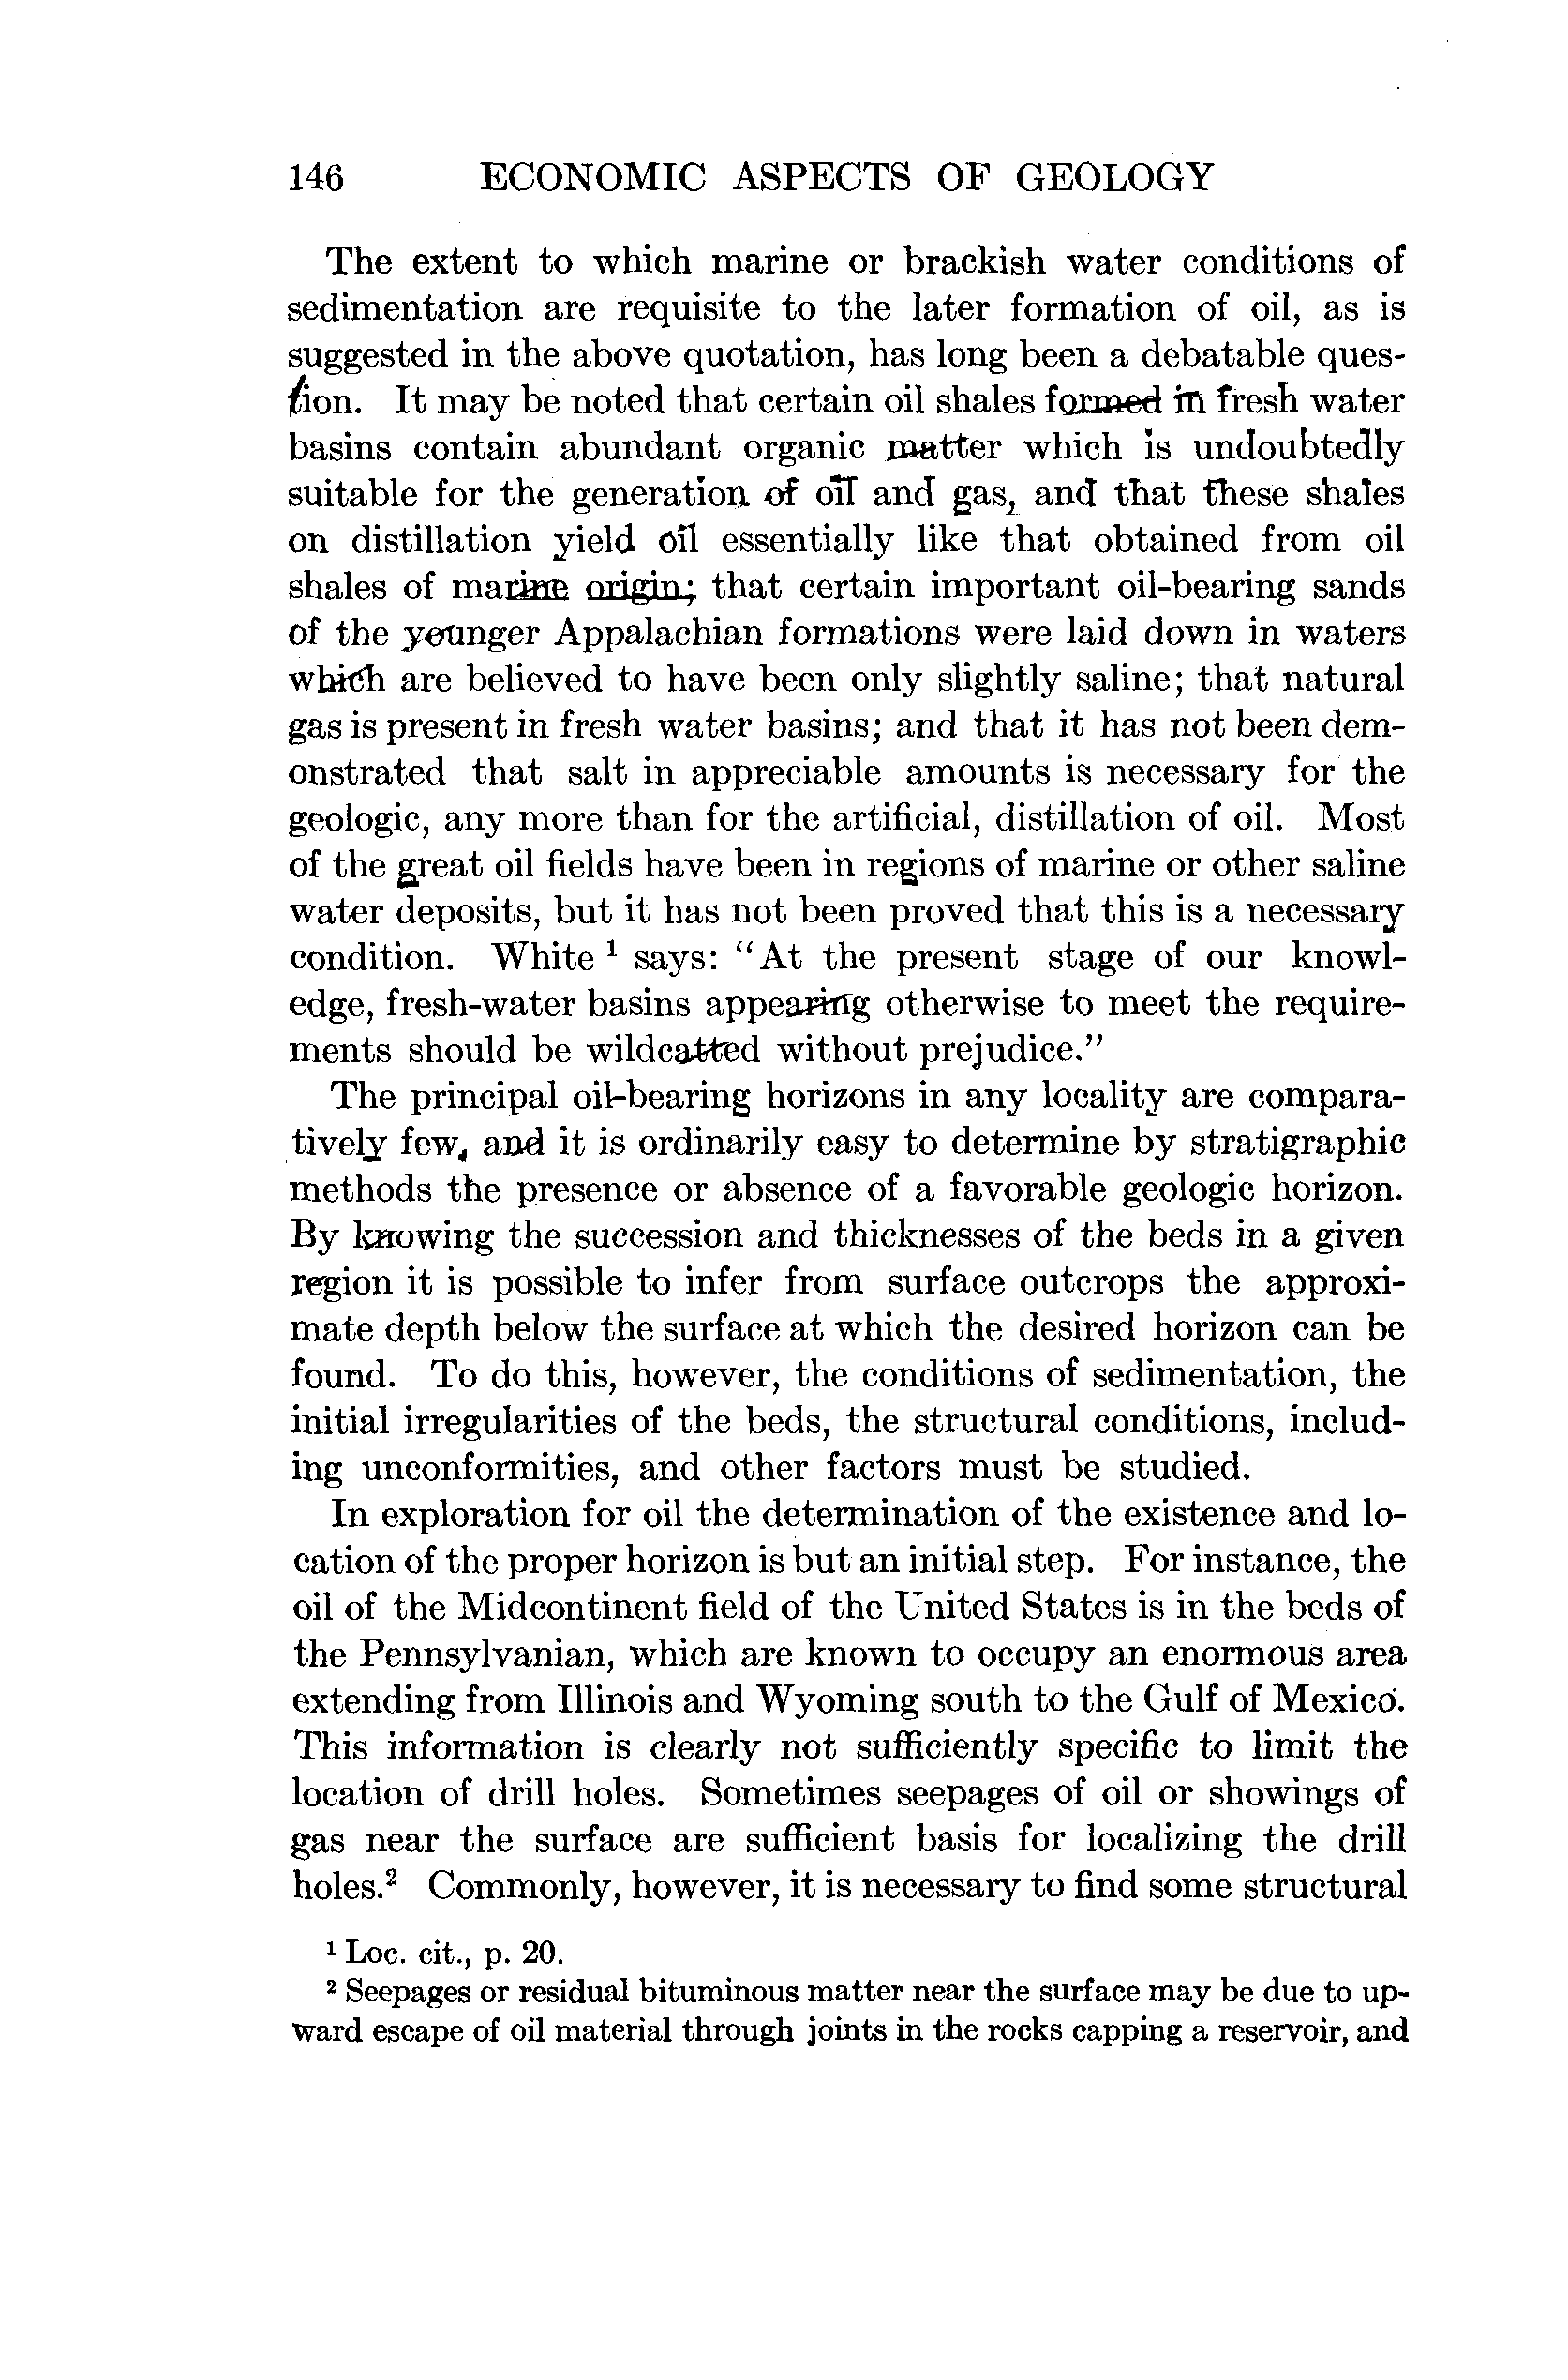 146 ECONOMIC ASPECTS OF GEOLOGY
The extent to which marine or brackish water conditions of
sedimentation are requisite to the later formation of oil, as is
suggested in the above quotation, has long been a debatable ques-
tion. It may be noted that certain oil shales formed in fresh water
basins contain abundant organic matter which is undoubtedly
suitable for the generation of oil and gas, and that these shales
on distillation yield oil essentially like that obtained from oil
shales of marine origin; that certain important oil-bearing sands
of the younger Appalachian formations were laid down in waters
which are believed to have been only slightly saline; that natural
gas is present in fresh water basins; and that it has not been dem-
onstrated that salt in appreciable amounts is necessary for the
geologic, any more than for the artificial, distillation of oil. Most
of the great oil fields have been in regions of marine or other saline
water deposits, but it has not been proved that this is a necessary
condition. White ¹ says: “At the present stage of our knowl-
edge, fresh-water basins appearing otherwise to meet the require-
ments should be wildcatted without prejudice.”
The principal oil-bearing horizons in any locality are compara-
tively few, and it is ordinarily easy to determine by stratigraphic
methods the presence or absence of a favorable geologic horizon.
By knowing the succession and thicknesses of the beds in a given
region it is possible to infer from surface outcrops the approxi-
mate depth below the surface at which the desired horizon can be
found. To do this, however, the conditions of sedimentation, the
initial irregularities of the beds, the structural conditions, includ-
ing unconformities, and other factors must be studied.
In exploration for oil the determination of the existence and lo-
cation of the proper horizon is but an initial step. For instance, the
oil of the Midcontinent field of the United States is in the beds of
the Pennsylvanian, which are known to occupy an enormous area
extending from Illinois and Wyoming south to the Gulf of Mexico.
This information is clearly not sufficiently specific to limit the
location of drill holes. Sometimes seepages of oil or showings of
gas near the surface are sufficient basis for localizing the drill
holes.² Commonly, however, it is necessary to find some structural
¹ Loc. cit., p. 20.
² Seepages or residual bituminous matter near the surface may be due to up-
ward escape of oil material through joints in the rocks capping a reservoir, and